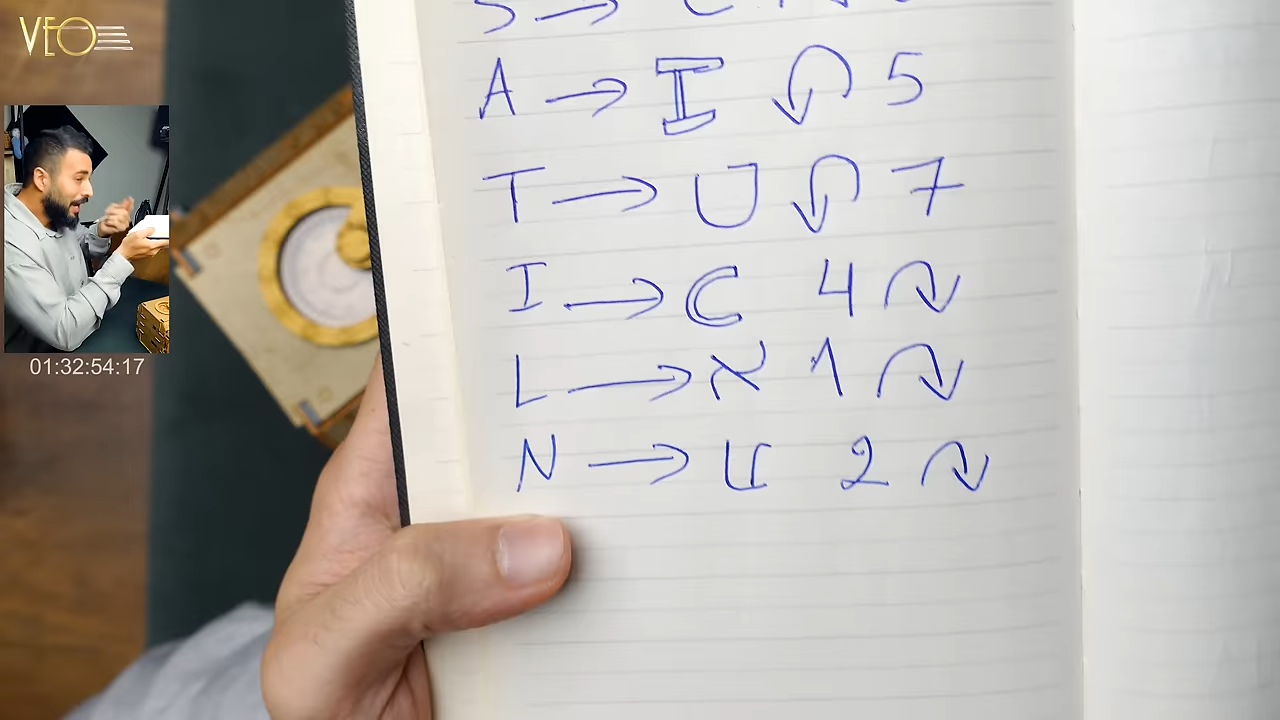 VEO
01:32:54:17
S →
A → I 5
T → U 7
I → C 4
L → א 1
N → 2